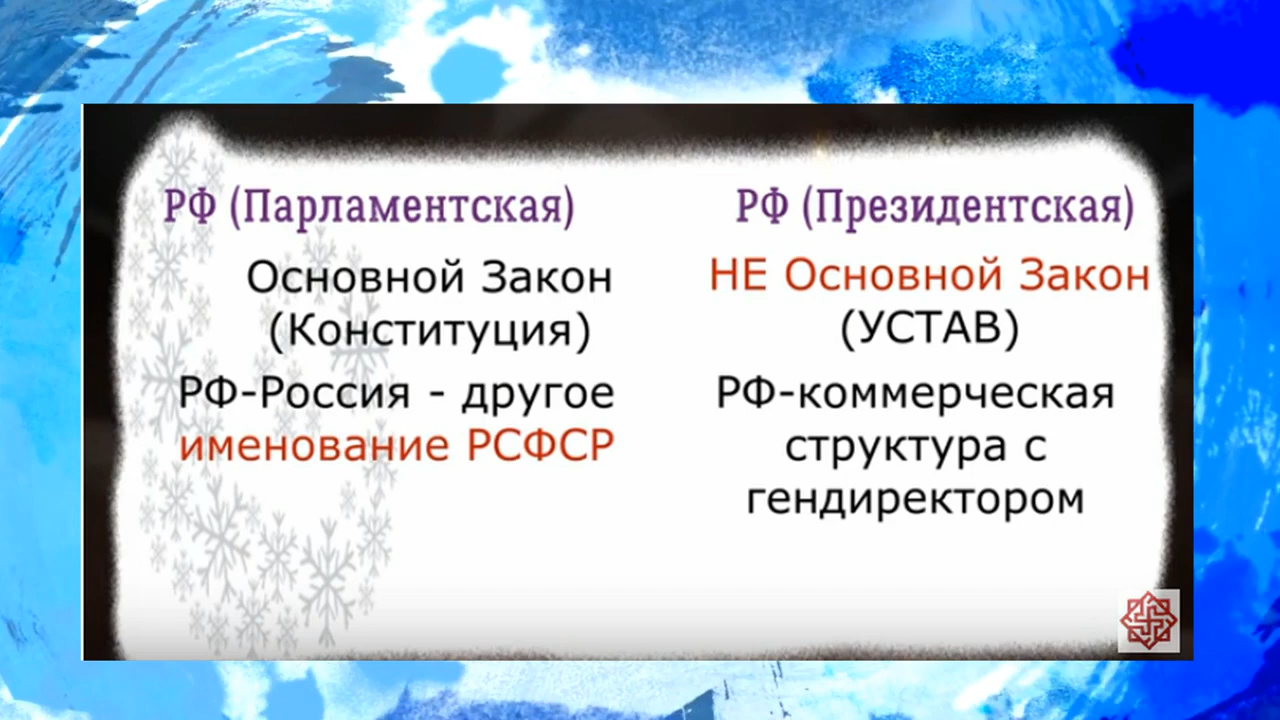 РФ (Парламентская)
Основной Закон
(Конституция)
РФ-Россия - другое
именование РСФСР
РФ (Президентская)
НЕ Основной Закон
(УСТАВ)
РФ-коммерческая
структура с
гендиректором